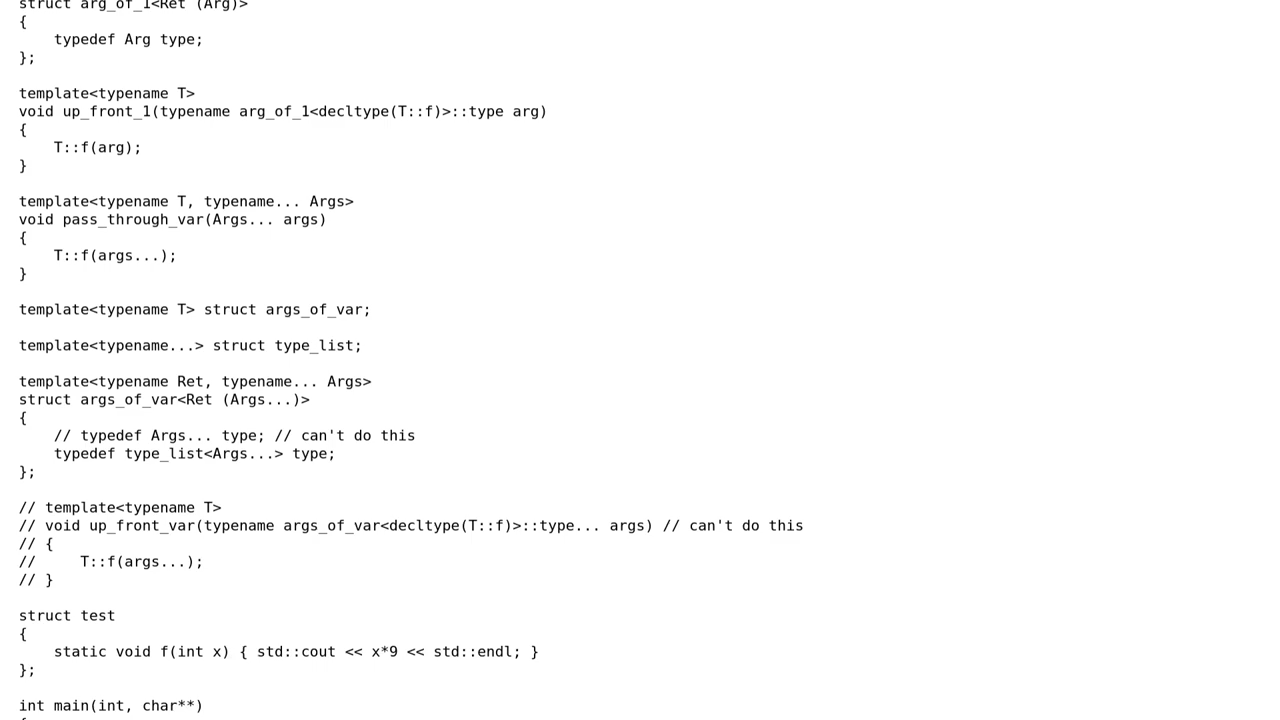 struct arg_of_1<Ret (Arg)>
{
    typedef Arg type;
};

template<typename T>
void up_front_1(typename arg_of_1<decltype(T::f)>::type arg)
{
    T::f(arg);
}

template<typename T, typename... Args>
void pass_through_var(Args... args)
{
    T::f(args...);
}

template<typename T> struct args_of_var;

template<typename...> struct type_list;

template<typename Ret, typename... Args>
struct args_of_var<Ret (Args...)>
{
    // typedef Args... type; // can't do this
    typedef type_list<Args...> type;
};

// template<typename T>
// void up_front_var(typename args_of_var<decltype(T::f)>::type... args) // can't do this
// {
//     T::f(args...);
// }

struct test
{
    static void f(int x) { std::cout << x*9 << std::endl; }
};

int main(int, char**)
{